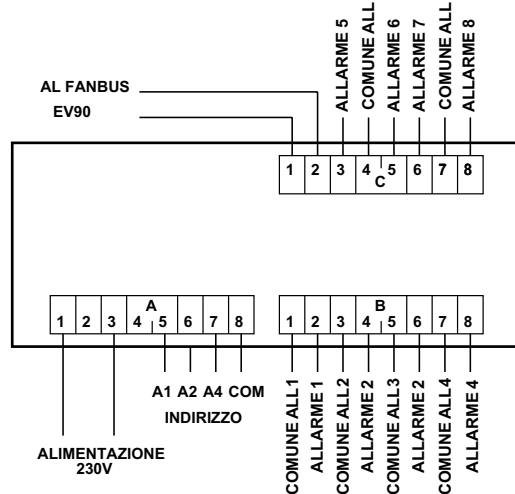 ALLARME 5
COMUNE ALL
ALLARME 6
ALLARME 7
COMUNE ALL
ALLARME 8
AL FANBUS
EV90
1 2 3 4 5 6 7 8
C
A
1 2 3 4 5 6 7 8
B
1 2 3 4 5 6 7 8
A1 A2 A4 COM
INDIRIZZO
ALIMENTAZIONE
230V
COMUNE ALL1
ALLARME 1
COMUNE ALL2
ALLARME 2
COMUNE ALL3
ALLARME 2
COMUNE ALL4
ALLARME 4